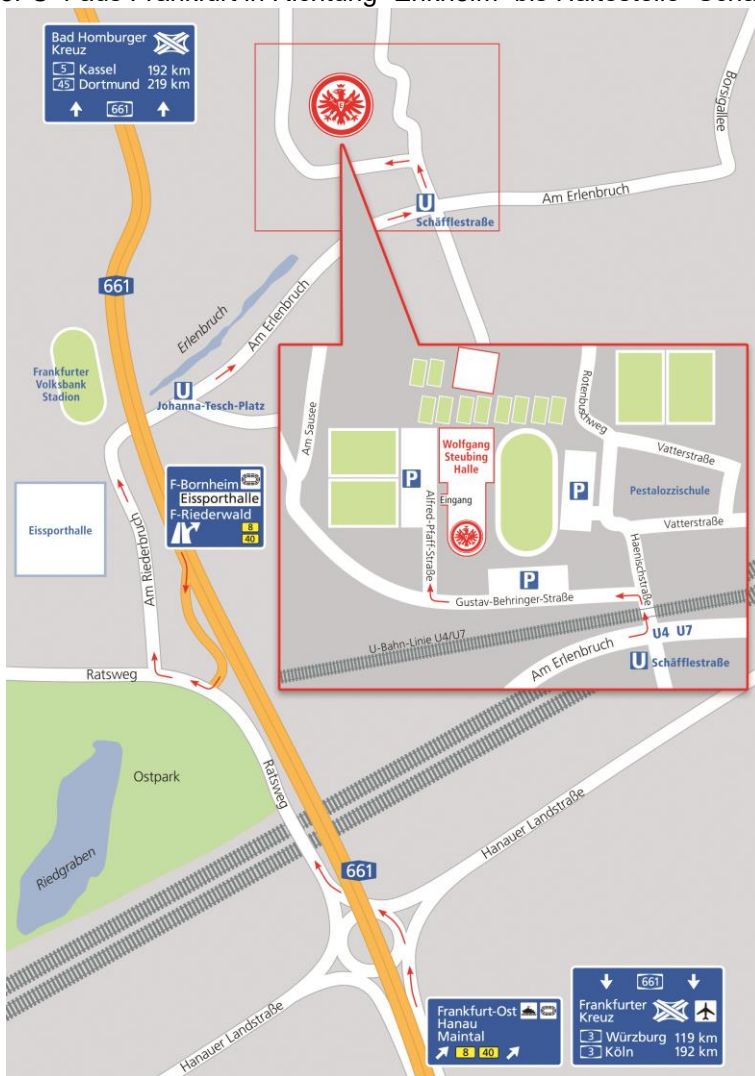 Bad Homburger
Kreuz
5 Kassel 192 km
45 Dortmund 219 km
661
Borsigallee
Am Erlenbruch
U
Schäfflestraße
661
Erlenbruch
Am Erlenbruch
Frankfurter
Volksbank
Stadion
U
Johanna-Tesch-Platz
Am Sausee
Rotenbuschweg
Wolfgang
Steubing
Halle
Vatterstraße
P
Eingang
P
Pestalozzischule
F-Bornheim
Eissporthalle
F-Riederwald
8
40
Eissporthalle
Alfred-Pfaff-Straße
Vatterstraße
Haenischstraße
Am Riederbruch
P
Gustav-Behringer-Straße
U-Bahn-Linie U4/U7
U4 U7
Am Erlenbruch
U Schäfflestraße
Ratsweg
Ostpark
Ratsweg
Riedgraben
Hanauer Landstraße
661
Hanauer Landstraße
Frankfurt-Ost
Hanau
Maintal
8 40
661
Frankfurter
Kreuz
3 Würzburg 119 km
3 Köln 192 km